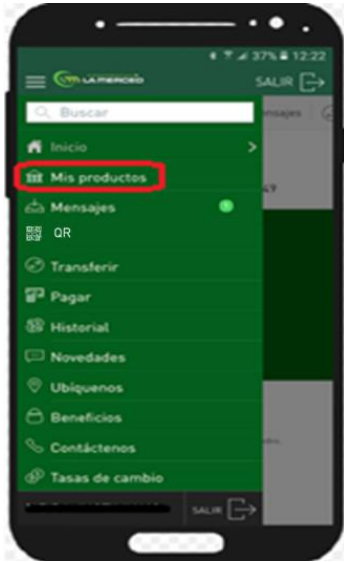 37% 12:22
LA MERCED
SALIR
Buscar
nsajes
Inicio
Mis productos
Mensajes
QR
Transferir
Pagar
Historial
Novedades
Ubíquenos
Beneficios
Contáctenos
Tasas de cambio
SALIR